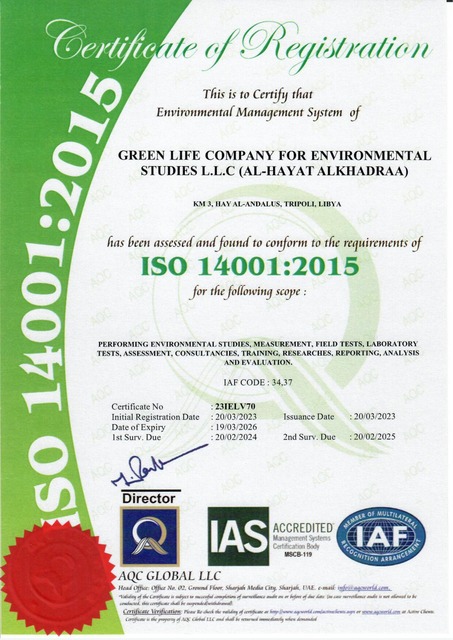 Certificate of Registration
ISO 14001:2015
This is to Certify that
Environmental Management System of
GREEN LIFE COMPANY FOR ENVIRONMENTAL
STUDIES L.L.C (AL-HAYAT ALKHADRAA)
KM 3, HAY AL-ANDALUS, TRIPOLI, LIBYA
has been assessed and found to conform to the requirements of
ISO 14001:2015
for the following scope :
PERFORMING ENVIRONMENTAL STUDIES, MEASUREMENT, FIELD TESTS, LABORATORY
TESTS, ASSESSMENT, CONSULTANCIES, TRAINING, RESEARCHES, REPORTING, ANALYSIS
AND EVALUATION.
IAF CODE : 34,37
Certificate No : 23IELV70
Initial Registration Date : 20/03/2023 Issuance Date : 20/03/2023
Date of Expiry : 19/03/2026
1st Surv. Due : 20/02/2024 2nd Surv. Due : 20/02/2025
Director
IAS ACCREDITED
Management Systems
Certification Body
MSCB-119
MEMBER OF MULTILATERAL
IAF
RECOGNITION ARRANGEMENT
AQC GLOBAL LLC
Head Office: Office No. 02, Ground Floor, Sharjah Media City, Sharjah, UAE. e-mail: info@aqcworld.com
*Validity of the Certificate is subject to successful completion of surveillance audit on or before of due date. (In case surveillance audit is not allowed to be
conducted, this certificate shall be suspended/withdrawal).
Certificate Verification: Please check the validity of certificate at http://www.aqcworld.com/activeclients.aspx or www.aqcworld.com at Active Clients.
Certificate is the property of AQC Global LLC and shall be returned immediately when demanded